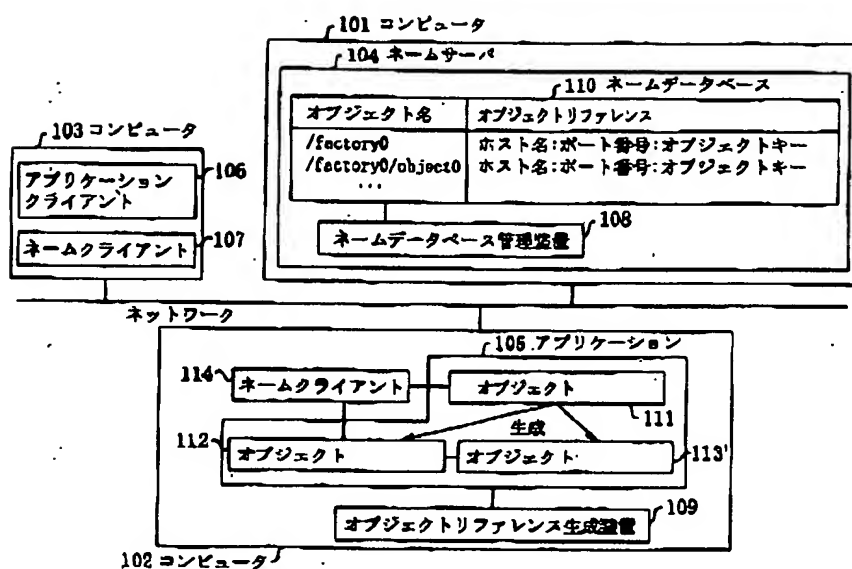 101 コンピュータ
104 ネームサーバ
110 ネームデータベース
オブジェクト名
オブジェクトリファレンス
/factory0
ホスト名:ポート番号:オブジェクトキー
/factory0/object0
ホスト名:ポート番号:オブジェクトキー
...
ネームデータベース管理装置
108
103 コンピュータ
アプリケーション
クライアント
106
ネームクライアント
107
ネットワーク
105 アプリケーション
114
ネームクライアント
オブジェクト
111
生成
112
オブジェクト
オブジェクト
113'
オブジェクトリファレンス生成装置
109
102 コンピュータ